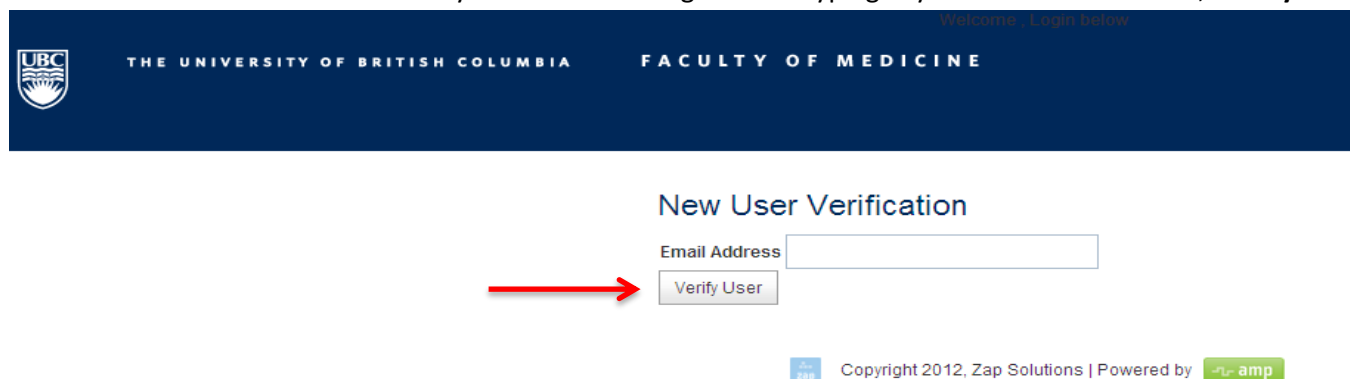 Welcome , Login below
UBC
THE UNIVERSITY OF BRITISH COLUMBIA FACULTY OF MEDICINE
New User Verification
Email Address
Verify User
zap Copyright 2012, Zap Solutions | Powered by amp